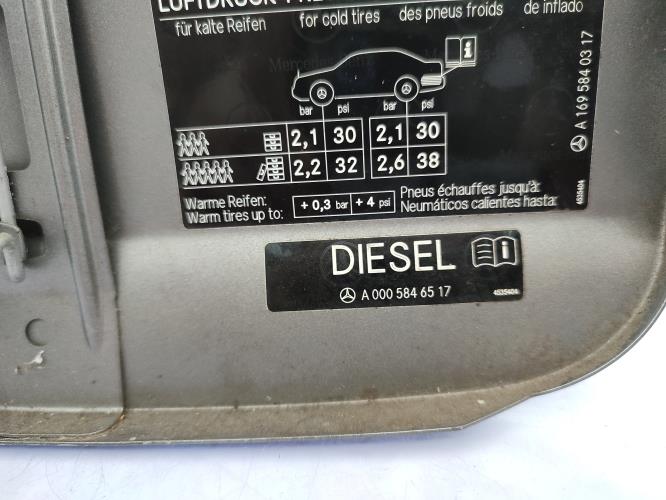 für kalte Reifen for cold tires des pneus froids de inflado
bar psi bar psi
2,1 30 2,1 30
2,2 32 2,6 38
Warme Reifen: + 0,3 bar + 4 psi Pneus échauffes jusqu'à:
Warm tires up to: Neumáticos calientes hasta:
A 169 584 03 17
4535404
DIESEL
A 000 584 65 17
4535404